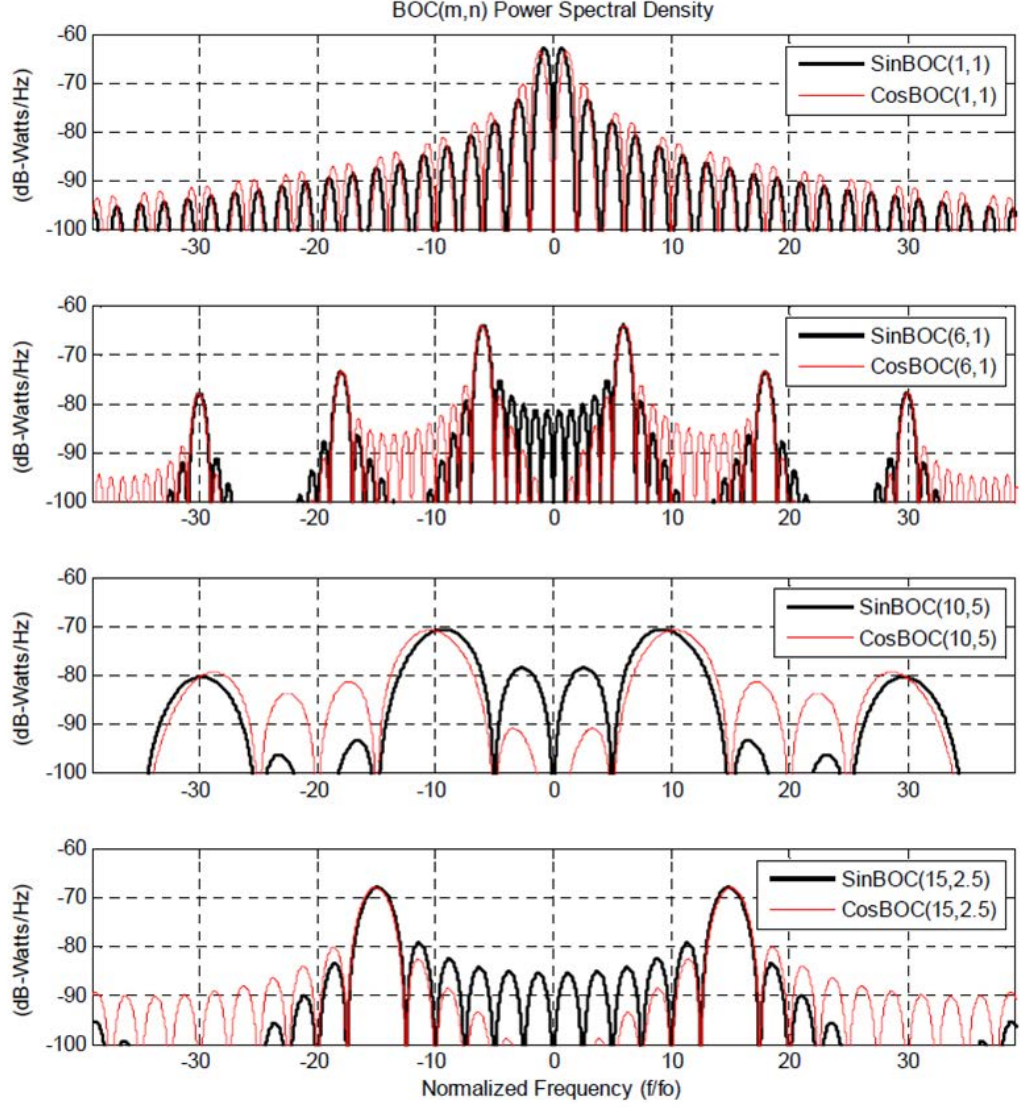 BOC(m,n) Power Spectral Density
-60
-70
-80
-90
-100
(dB-Watts/Hz)
SinBOC(1,1)
CosBOC(1,1)
-30 -20 -10 0 10 20 30
-60
-70
-80
-90
-100
(dB-Watts/Hz)
SinBOC(6,1)
CosBOC(6,1)
-30 -20 -10 0 10 20 30
-60
-70
-80
-90
-100
(dB-Watts/Hz)
SinBOC(10,5)
CosBOC(10,5)
-30 -20 -10 0 10 20 30
-60
-70
-80
-90
-100
(dB-Watts/Hz)
SinBOC(15,2.5)
CosBOC(15,2.5)
-30 -20 -10 0 10 20 30
Normalized Frequency (f/fo)